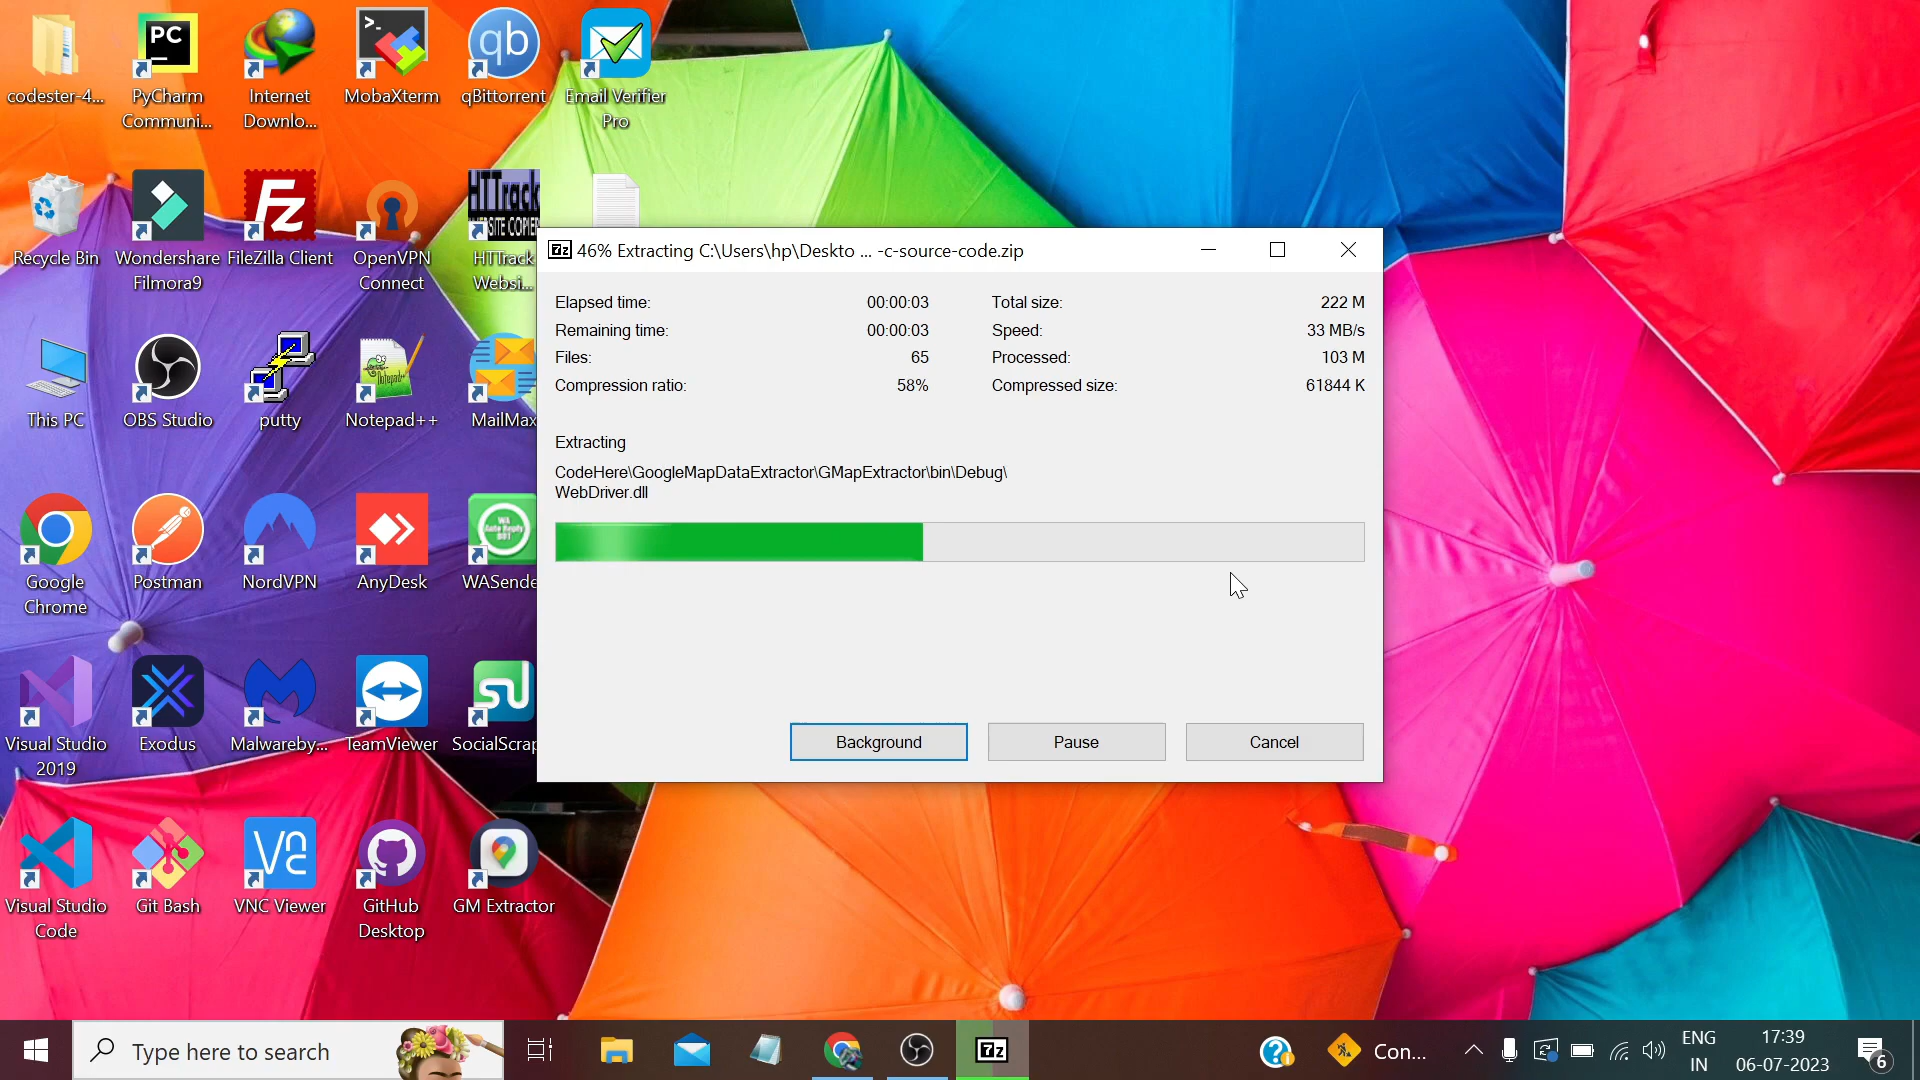 codester-4...
PyCharm
Communi...
Internet
Downlo...
MobaXterm
qBittorrent
Email Verifier
Pro
Recycle Bin
Wondershare
Filmora9
FileZilla Client
OpenVPN
Connect
HTTrack
Websi...
This PC
OBS Studio
putty
Notepad++
MailMax
Google
Chrome
Postman
NordVPN
AnyDesk
WASende
Visual Studio
2019
Exodus
Malwareby...
TeamViewer
SocialScrap
Visual Studio
Code
Git Bash
VNC Viewer
GitHub
Desktop
GM Extractor
46% Extracting C:\Users\hp\Deskto ... -c-source-code.zip
Elapsed time: 00:00:03
Total size: 222 M
Remaining time: 00:00:03
Speed: 33 MB/s
Files: 65
Processed: 103 M
Compression ratio: 58%
Compressed size: 61844 K
Extracting
CodeHere\GoogleMapDataExtractor\GMapExtractor\bin\Debug\
WebDriver.dll
Background
Pause
Cancel
Type here to search
7z
Con...
ENG
IN
17:39
06-07-2023
6